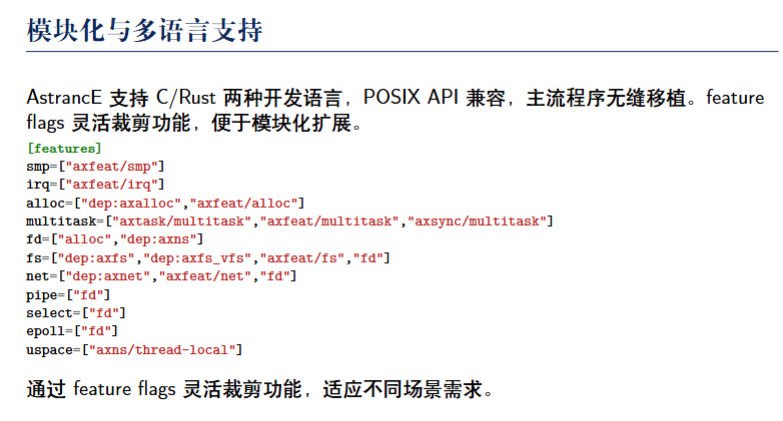 模块化与多语言支持
AstrancE 支持 C/Rust 两种开发语言，POSIX API 兼容，主流程序无缝移植。feature
flags 灵活裁剪功能，便于模块化扩展。
[features]
smp=["axfeat/smp"]
irq=["axfeat/irq"]
alloc=["dep:axalloc","axfeat/alloc"]
multitask=["axtask/multitask","axfeat/multitask","axsync/multitask"]
fd=["alloc","dep:axns"]
fs=["dep:axfs","dep:axfs_vfs","axfeat/fs","fd"]
net=["dep:axnet","axfeat/net","fd"]
pipe=["fd"]
select=["fd"]
epoll=["fd"]
uspace=["axns/thread-local"]
通过 feature flags 灵活裁剪功能，适应不同场景需求。